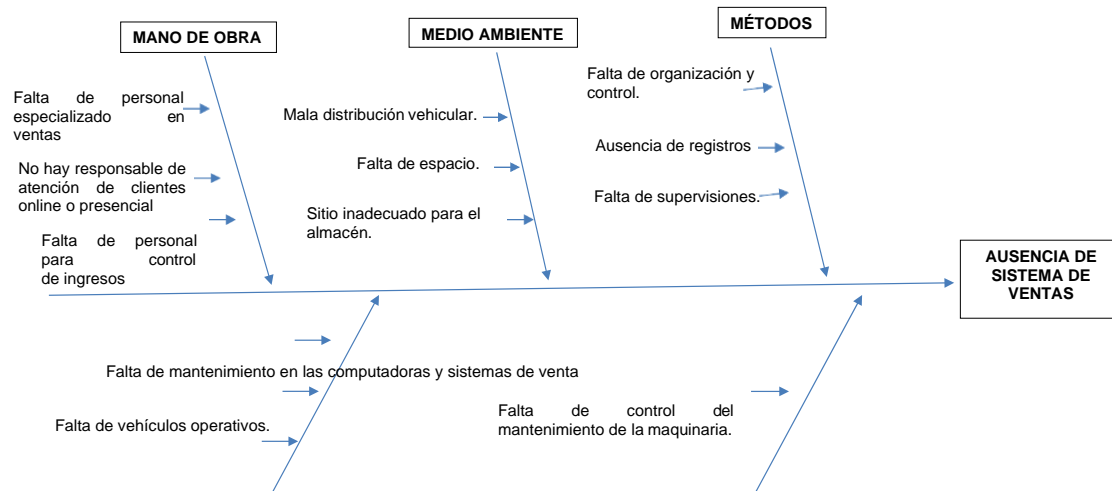 MANO DE OBRA
MEDIO AMBIENTE
MÉTODOS
Falta de personal
especializado en
ventas
No hay responsable de
atención de clientes
online o presencial
Falta de personal
para control
de ingresos
Mala distribución vehicular.
Falta de espacio.
Sitio inadecuado para el
almacén.
Falta de organización y
control.
Ausencia de registros
Falta de supervisiones.
AUSENCIA DE
SISTEMA DE
VENTAS
Falta de mantenimiento en las computadoras y sistemas de venta
Falta de vehículos operativos.
Falta de control del
mantenimiento de la maquinaria.